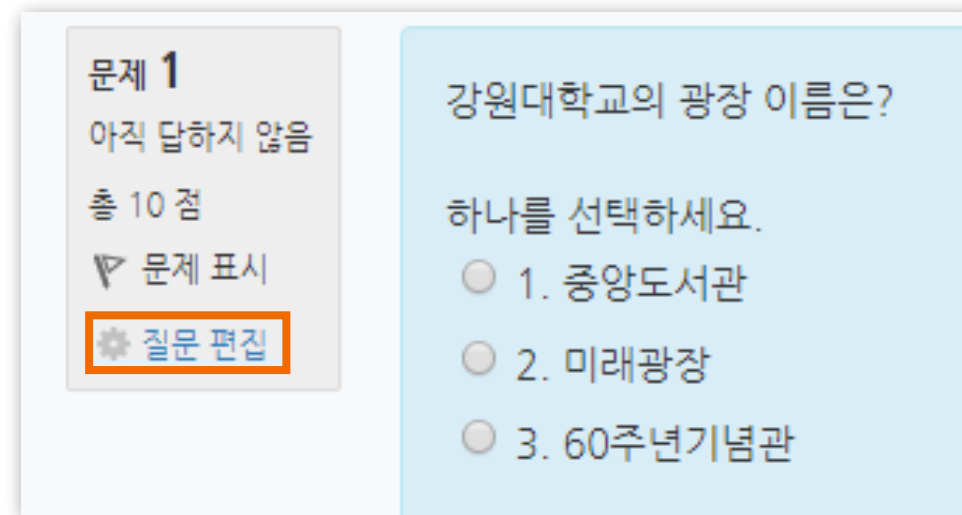 문제 1
아직 답하지 않음
총 10 점
문제 표시
질문 편집
강원대학교의 광장 이름은?
하나를 선택하세요.
1. 중앙도서관
2. 미래광장
3. 60주년기념관